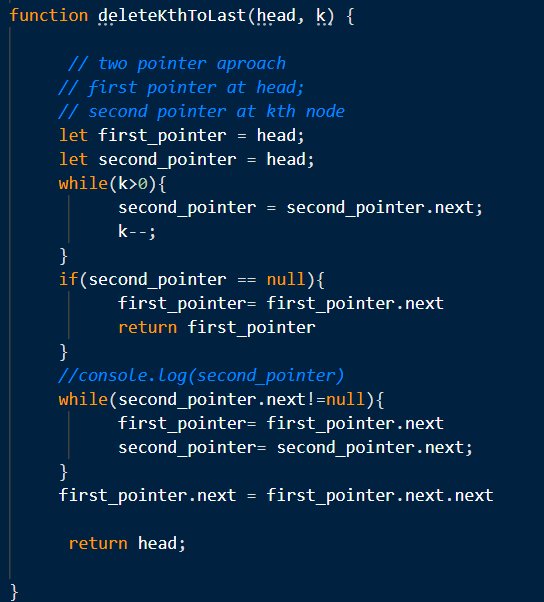 function deleteKthToLast(head, k) {
// two pointer aproach
// first pointer at head;
// second pointer at kth node
let first_pointer = head;
let second_pointer = head;
while(k>0){
second_pointer = second_pointer.next;
k--;
}
if(second_pointer == null){
first_pointer= first_pointer.next
return first_pointer
}
//console.log(second_pointer)
while(second_pointer.next!=null){
first_pointer= first_pointer.next
second_pointer= second_pointer.next;
}
first_pointer.next = first_pointer.next.next
return head;
}